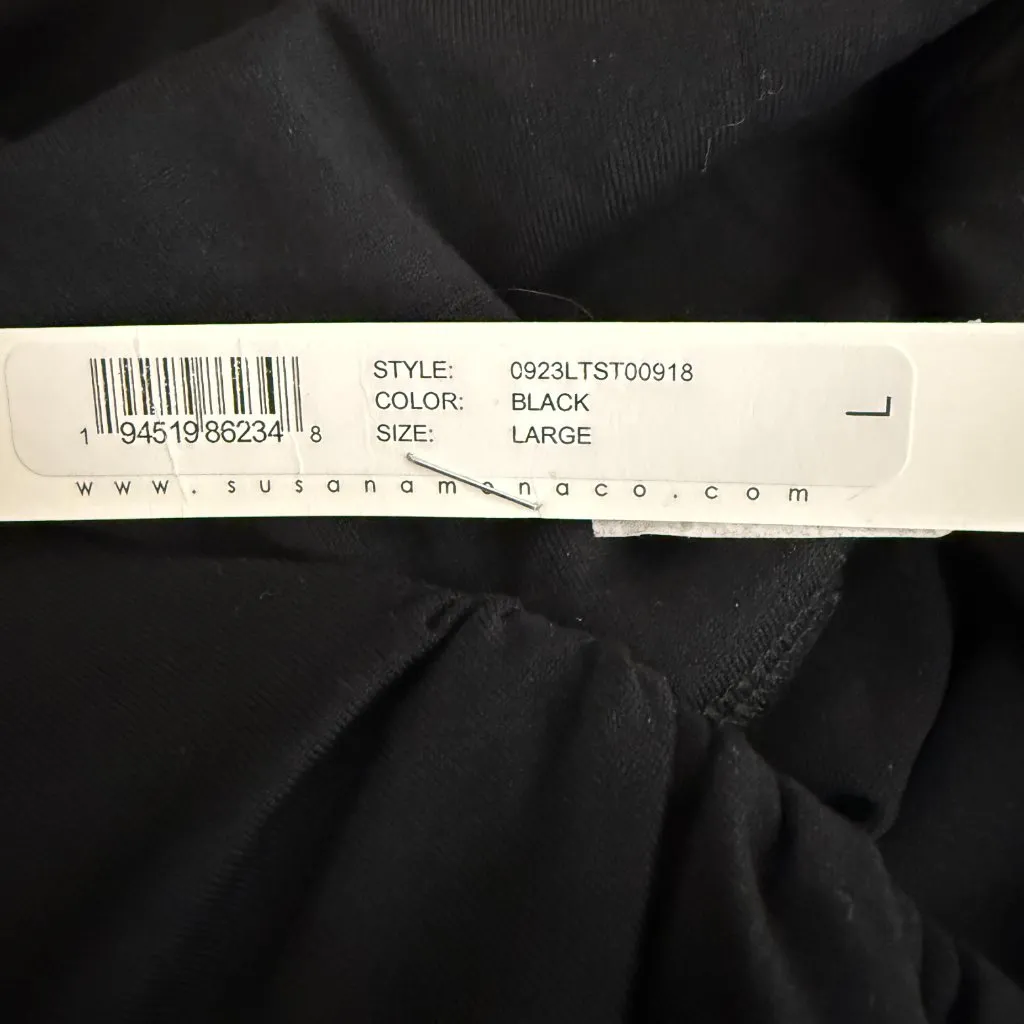 STYLE: 0923LTST00918
COLOR: BLACK
SIZE: LARGE
L
1 94519 86234 8
www.susanamonaco.com